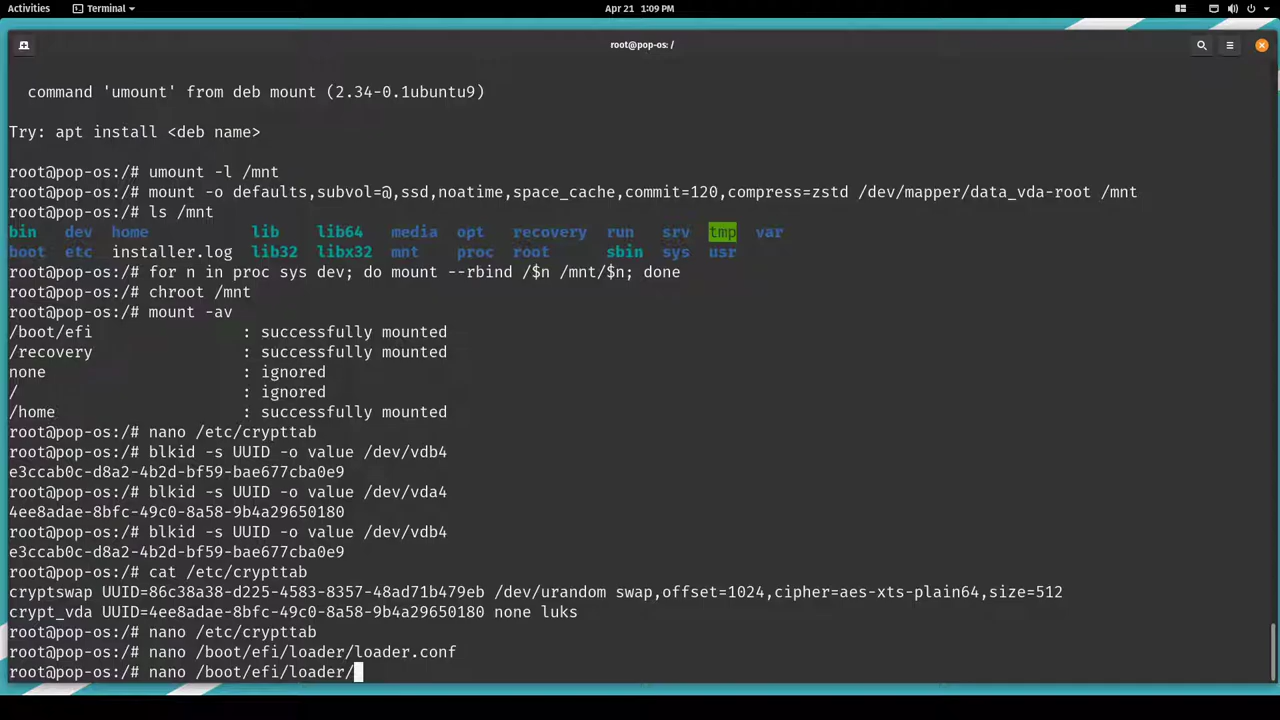 Activities Terminal Apr 21 1:09 PM
root@pop-os: /
command 'umount' from deb mount (2.34-0.1ubuntu9)
Try: apt install <deb name>
root@pop-os:/# umount -l /mnt
root@pop-os:/# mount -o defaults,subvol=@,ssd,noatime,space_cache,commit=120,compress=zstd /dev/mapper/data_vda-root /mnt
root@pop-os:/# ls /mnt
bin dev home lib lib64 media opt recovery run srv tmp var
boot etc installer.log lib32 libx32 mnt proc root sbin sys usr
root@pop-os:/# for n in proc sys dev; do mount --rbind /$n /mnt/$n; done
root@pop-os:/# chroot /mnt
root@pop-os:/# mount -av
/boot/efi : successfully mounted
/recovery : successfully mounted
none : ignored
/ : ignored
/home : successfully mounted
root@pop-os:/# nano /etc/crypttab
root@pop-os:/# blkid -s UUID -o value /dev/vdb4
e3ccab0c-d8a2-4b2d-bf59-bae677cba0e9
root@pop-os:/# blkid -s UUID -o value /dev/vda4
4ee8adae-8bfc-49c0-8a58-9b4a29650180
root@pop-os:/# blkid -s UUID -o value /dev/vdb4
e3ccab0c-d8a2-4b2d-bf59-bae677cba0e9
root@pop-os:/# cat /etc/crypttab
cryptswap UUID=86c38a38-d225-4583-8357-48ad71b479eb /dev/urandom swap,offset=1024,cipher=aes-xts-plain64,size=512
crypt_vda UUID=4ee8adae-8bfc-49c0-8a58-9b4a29650180 none luks
root@pop-os:/# nano /etc/crypttab
root@pop-os:/# nano /boot/efi/loader/loader.conf
root@pop-os:/# nano /boot/efi/loader/